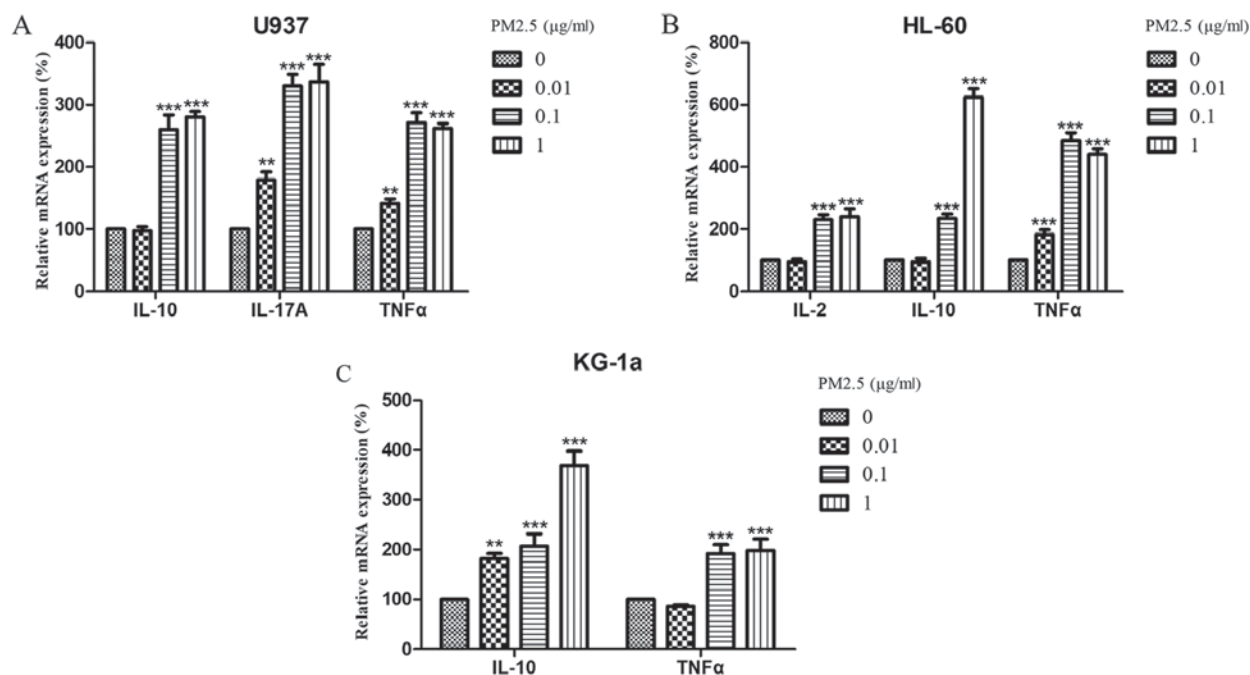 A
U937
PM2.5 (μg/ml)
0
0.01
0.1
1
Relative mRNA expression (%)
400
300
200
100
0
*** ***
** *** ***
** *** ***
IL-10 IL-17A TNFα
B
HL-60
PM2.5 (μg/ml)
0
0.01
0.1
1
Relative mRNA expression (%)
800
600
400
200
0
*** ***
*** ***
*** *** ***
IL-2 IL-10 TNFα
C
KG-1a
PM2.5 (μg/ml)
0
0.01
0.1
1
Relative mRNA expression (%)
500
400
300
200
100
0
** *** ***
*** ***
IL-10 TNFα